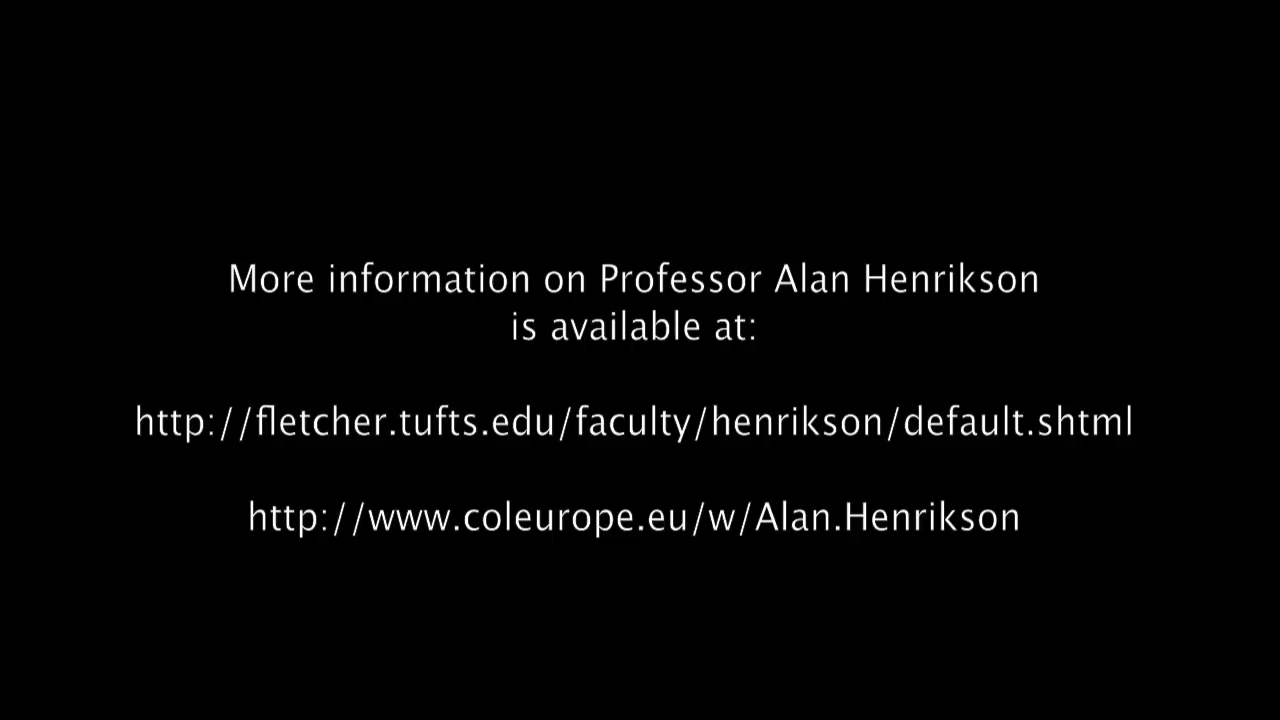 More information on Professor Alan Henrikson
is available at:
http://fletcher.tufts.edu/faculty/henrikson/default.shtml
http://www.coleurope.eu/w/Alan.Henrikson